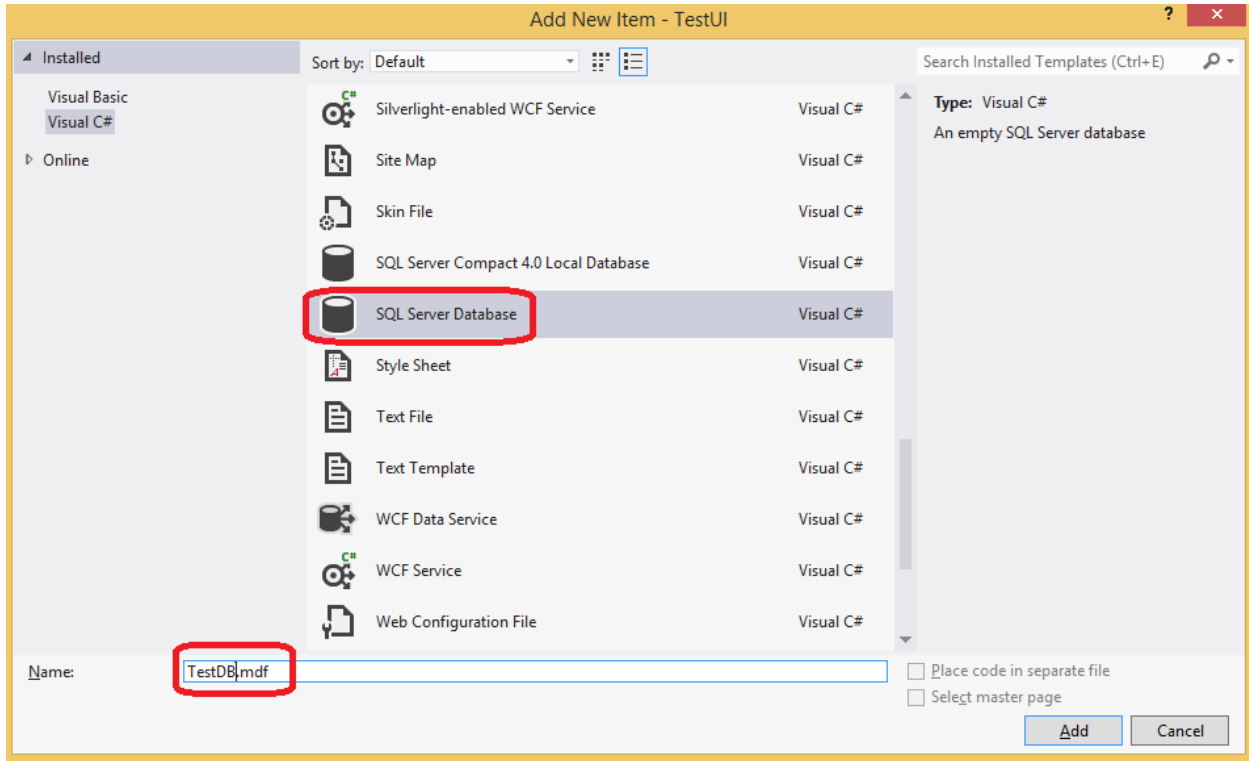 Add New Item - TestUI
?
Installed
Sort by: Default
Search Installed Templates (Ctrl+E)
Visual Basic
Visual C#
Online
C#
Silverlight-enabled WCF Service Visual C#
Site Map Visual C#
Skin File Visual C#
SQL Server Compact 4.0 Local Database Visual C#
SQL Server Database Visual C#
Style Sheet Visual C#
Text File Visual C#
Text Template Visual C#
WCF Data Service Visual C#
C#
WCF Service Visual C#
Web Configuration File Visual C#
Type: Visual C#
An empty SQL Server database
Name: TestDB.mdf
Place code in separate file
Select master page
Add Cancel